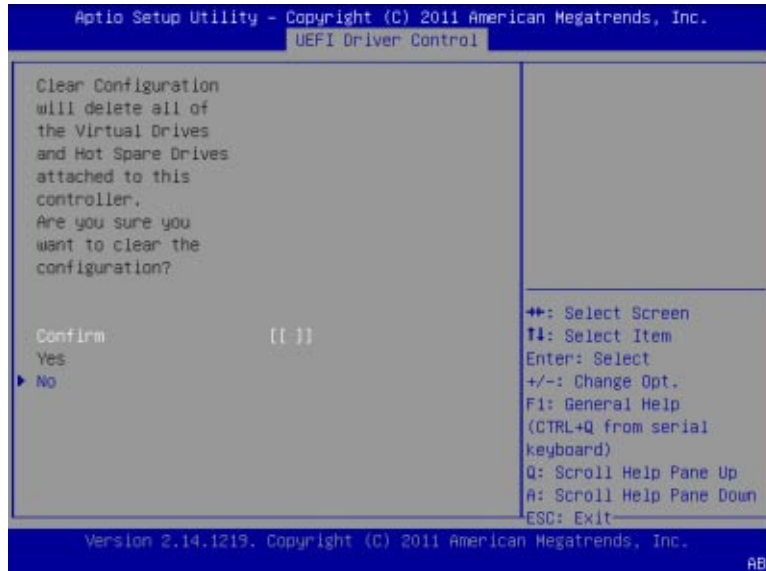 Aptio Setup Utility – Copyright (C) 2011 American Megatrends, Inc.
UEFI Driver Control
Clear Configuration
will delete all of
the Virtual Drives
and Hot Spare Drives
attached to this
controller.
Are you sure you
want to clear the
configuration?
Confirm [[ ]]
Yes
▶ No
→←: Select Screen
↑↓: Select Item
Enter: Select
+/-: Change Opt.
F1: General Help
(CTRL+Q from serial
keyboard)
Q: Scroll Help Pane Up
A: Scroll Help Pane Down
ESC: Exit
Version 2.14.1219. Copyright (C) 2011 American Megatrends, Inc.
AB